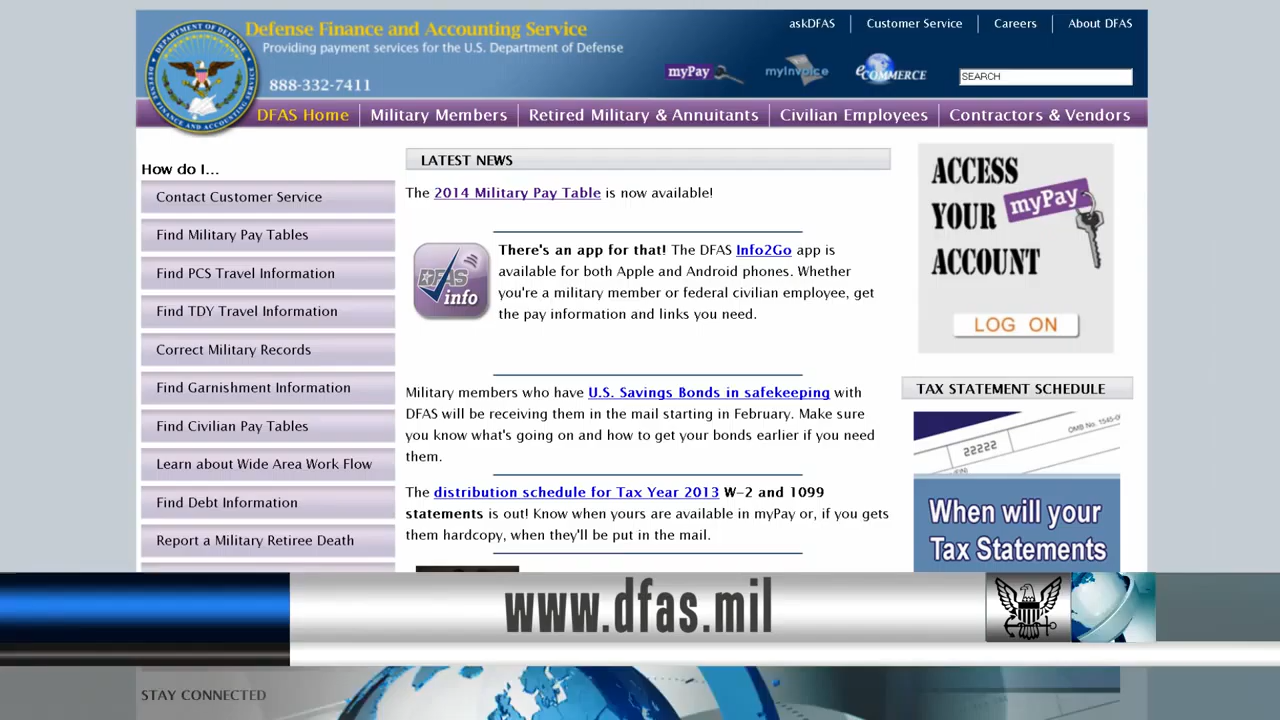 askDFAS
Customer Service
Careers
About DFAS
Defense Finance and Accounting Service
Providing payment services for the U.S. Department of Defense
888-332-7411
myPay
myInvoice
eCOMMERCE
SEARCH
DFAS Home
Military Members
Retired Military & Annuitants
Civilian Employees
Contractors & Vendors
How do I...
Contact Customer Service
Find Military Pay Tables
Find PCS Travel Information
Find TDY Travel Information
Correct Military Records
Find Garnishment Information
Find Civilian Pay Tables
Learn about Wide Area Work Flow
Find Debt Information
Report a Military Retiree Death
LATEST NEWS
The 2014 Military Pay Table is now available!
DFAS
info
There's an app for that! The DFAS Info2Go app is
available for both Apple and Android phones. Whether
you're a military member or federal civilian employee, get
the pay information and links you need.
Military members who have U.S. Savings Bonds in safekeeping with
DFAS will be receiving them in the mail starting in February. Make sure
you know what's going on and how to get your bonds earlier if you need
them.
The distribution schedule for Tax Year 2013 W-2 and 1099
statements is out! Know when yours are available in myPay or, if you gets
them hardcopy, when they'll be put in the mail.
ACCESS
YOUR myPay
ACCOUNT
LOG ON
TAX STATEMENT SCHEDULE
22222
OMB No. 1545-0
When will your
Tax Statements
www.dfas.mil
STAY CONNECTED